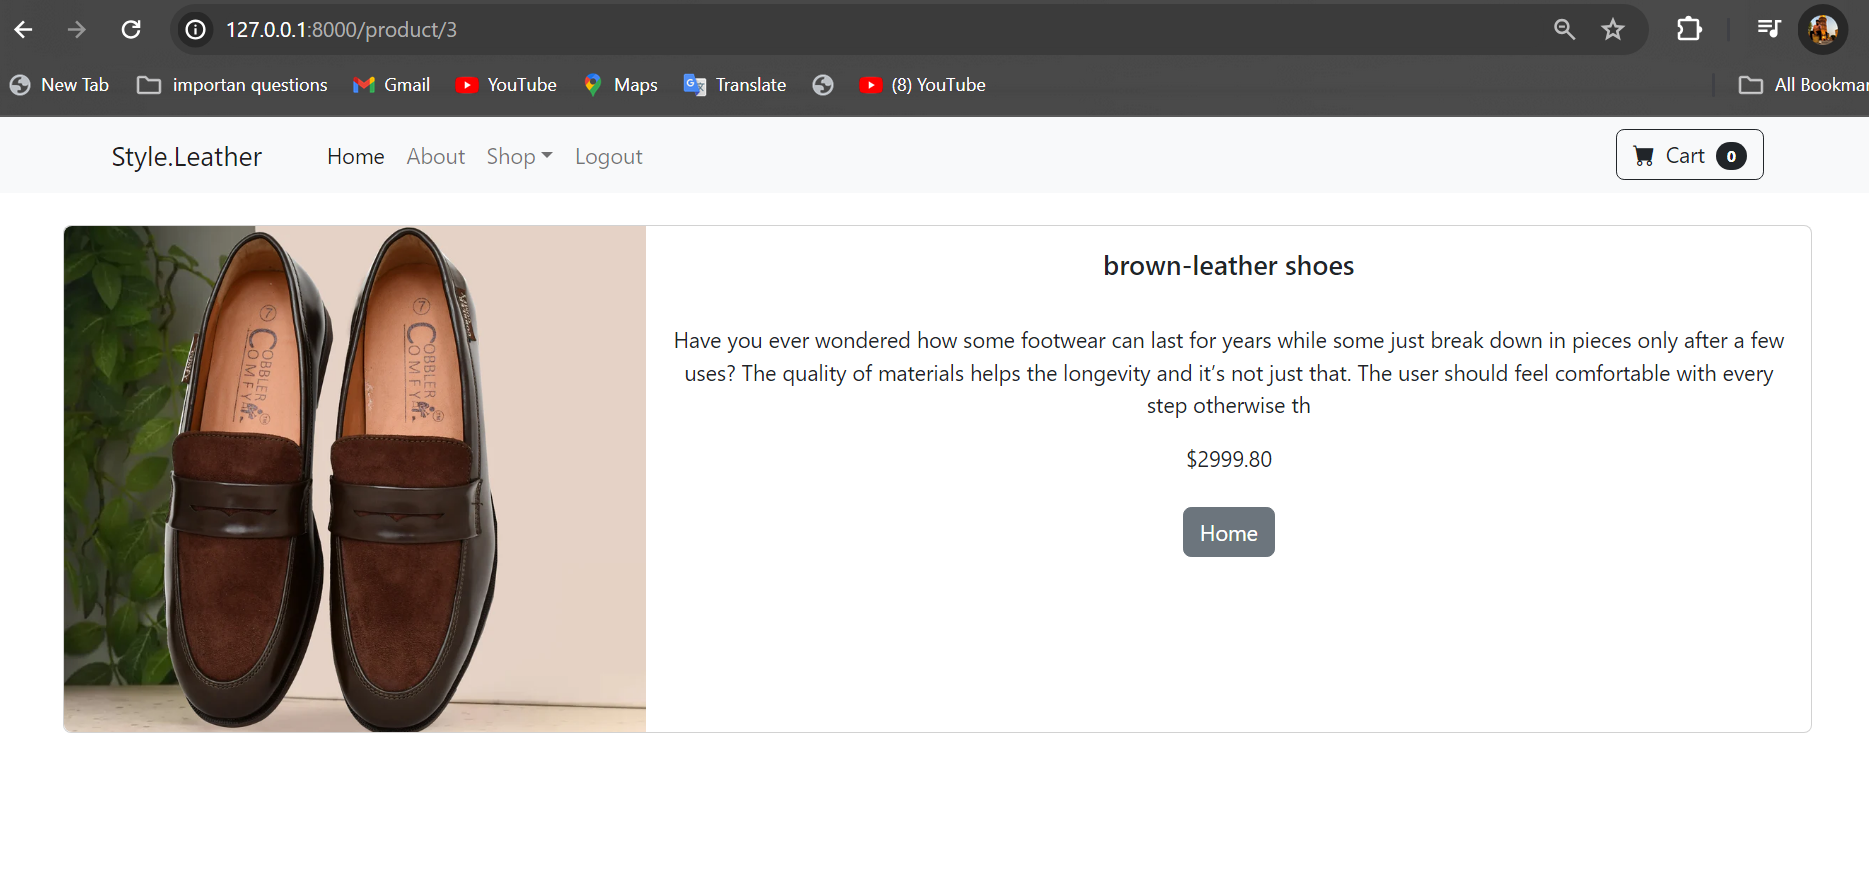 127.0.0.1:8000/product/3
New Tab importan questions Gmail YouTube Maps Translate (8) YouTube All Bookmar
Style.Leather Home About Shop Logout Cart 0
7 COBBLER COMFY
7 COBBLER COMFY
brown-leather shoes
Have you ever wondered how some footwear can last for years while some just break down in pieces only after a few
uses? The quality of materials helps the longevity and it’s not just that. The user should feel comfortable with every
step otherwise th
$2999.80
Home